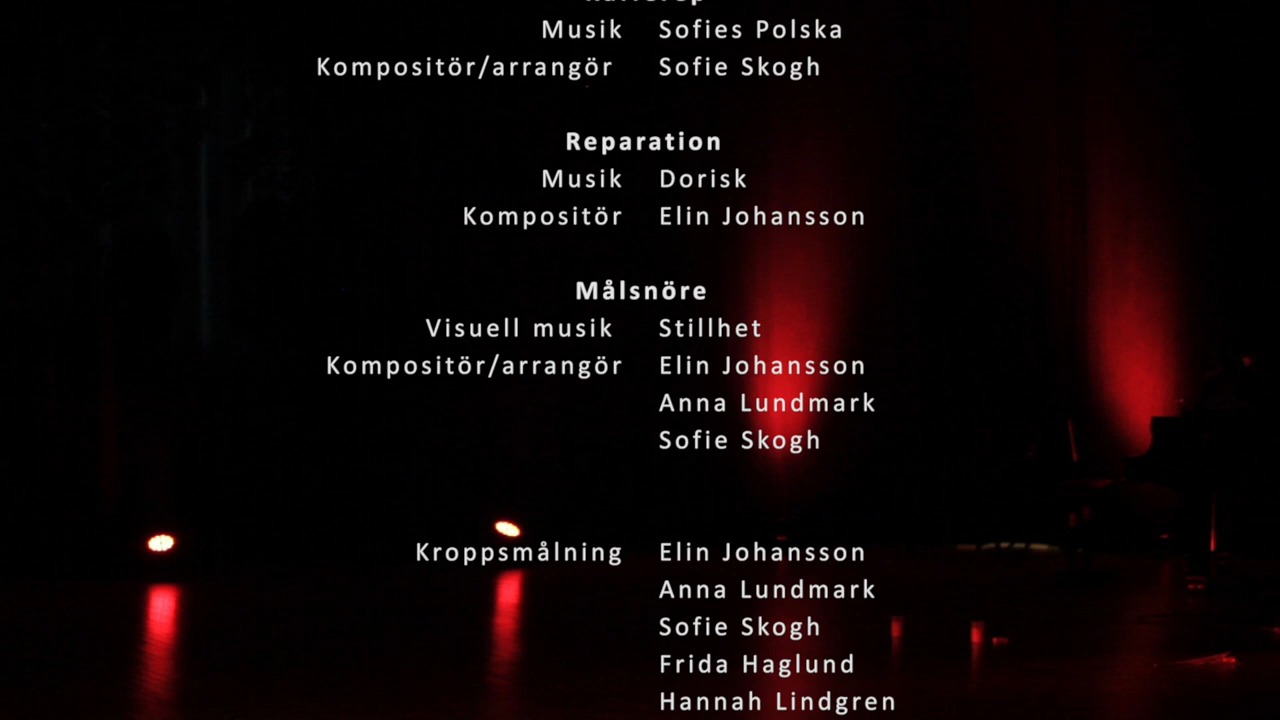 Musik Sofies Polska
Kompositör/arrangör Sofie Skogh
Reparation
Musik Dorisk
Kompositör Elin Johansson
Målsnöre
Visuell musik Stillhet
Kompositör/arrangör Elin Johansson
Anna Lundmark
Sofie Skogh
Kroppsmålning Elin Johansson
Anna Lundmark
Sofie Skogh
Frida Haglund
Hannah Lindgren